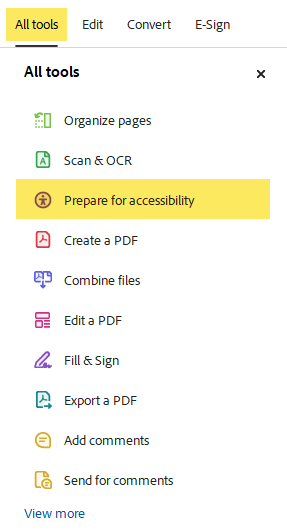 All tools Edit Convert E-Sign
All tools
Organize pages
Scan & OCR
Prepare for accessibility
Create a PDF
Combine files
Edit a PDF
Fill & Sign
Export a PDF
Add comments
Send for comments
View more